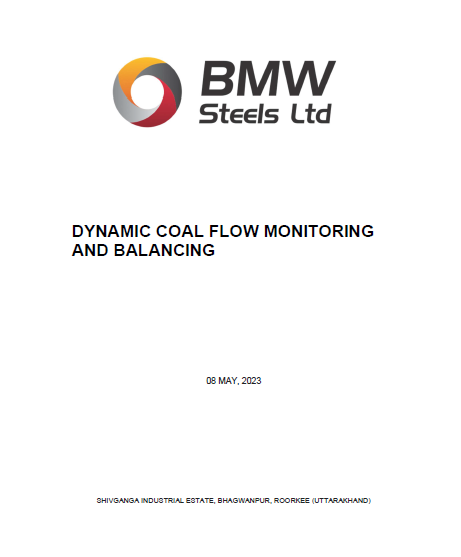 BMW
Steels Ltd
DYNAMIC COAL FLOW MONITORING
AND BALANCING
08 MAY, 2023
SHIVGANGA INDUSTRIAL ESTATE, BHAGWANPUR, ROORKEE (UTTARAKHAND)